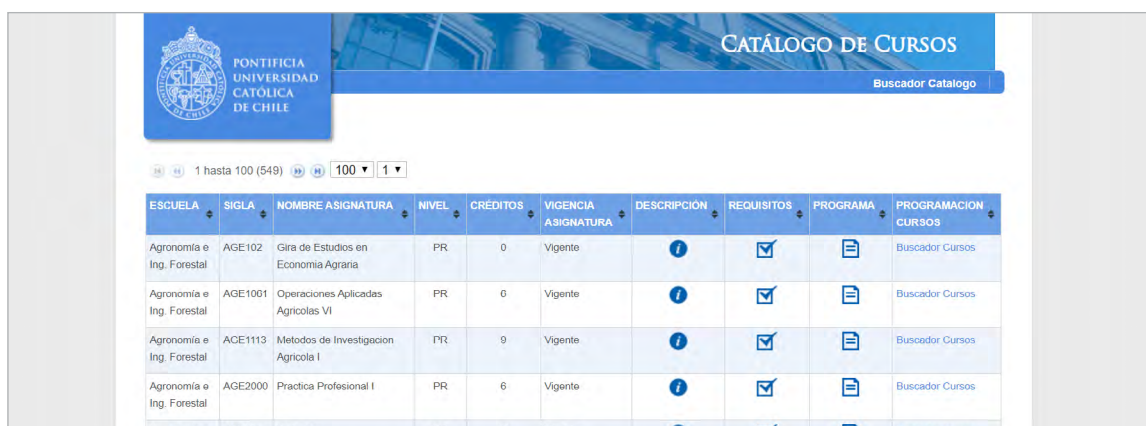 CATÁLOGO DE CURSOS
PONTIFICIA
UNIVERSIDAD
CATÓLICA
DE CHILE
Buscador Catalogo
1 hasta 100 (549) 100 1
ESCUELA SIGLA NOMBRE ASIGNATURA NIVEL CRÉDITOS VIGENCIA ASIGNATURA DESCRIPCIÓN REQUISITOS PROGRAMA PROGRAMACION CURSOS
Agronomía e AGE102 Gira de Estudios en PR 0 Vigente Buscador Cursos
Ing. Forestal Economia Agraria
Agronomía e AGE1001 Operaciones Aplicadas PR 6 Vigente Buscador Cursos
Ing. Forestal Agricolas VI
Agronomía e AGE1113 Metodos de Investigacion PR 9 Vigente Buscador Cursos
Ing. Forestal Agricola I
Agronomía e AGE2000 Practica Profesional I PR 6 Vigente Buscador Cursos
Ing. Forestal